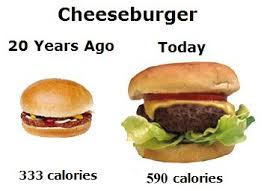 Cheeseburger
20 Years Ago
Today
333 calories
590 calories